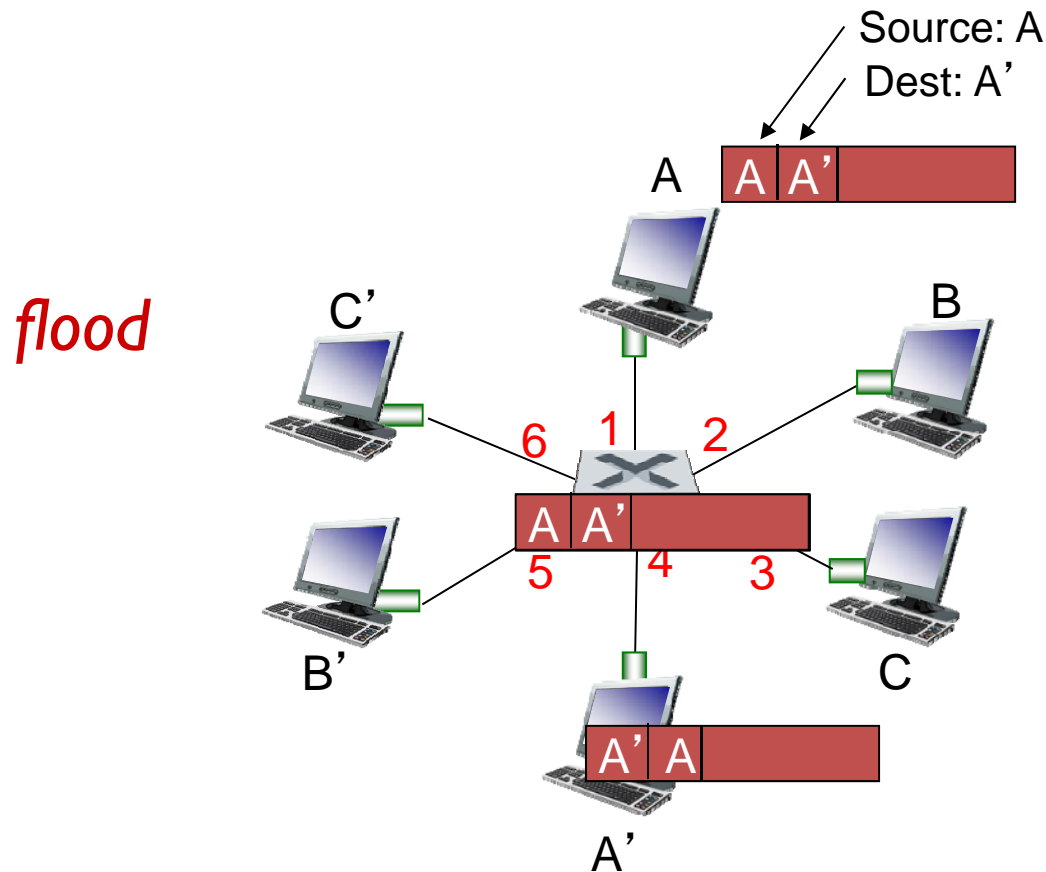 Source: A
Dest: A’
A A’
A
flood
C’
B
6 1 2
A A’
5 4 3
B’
C
A’ A
A’